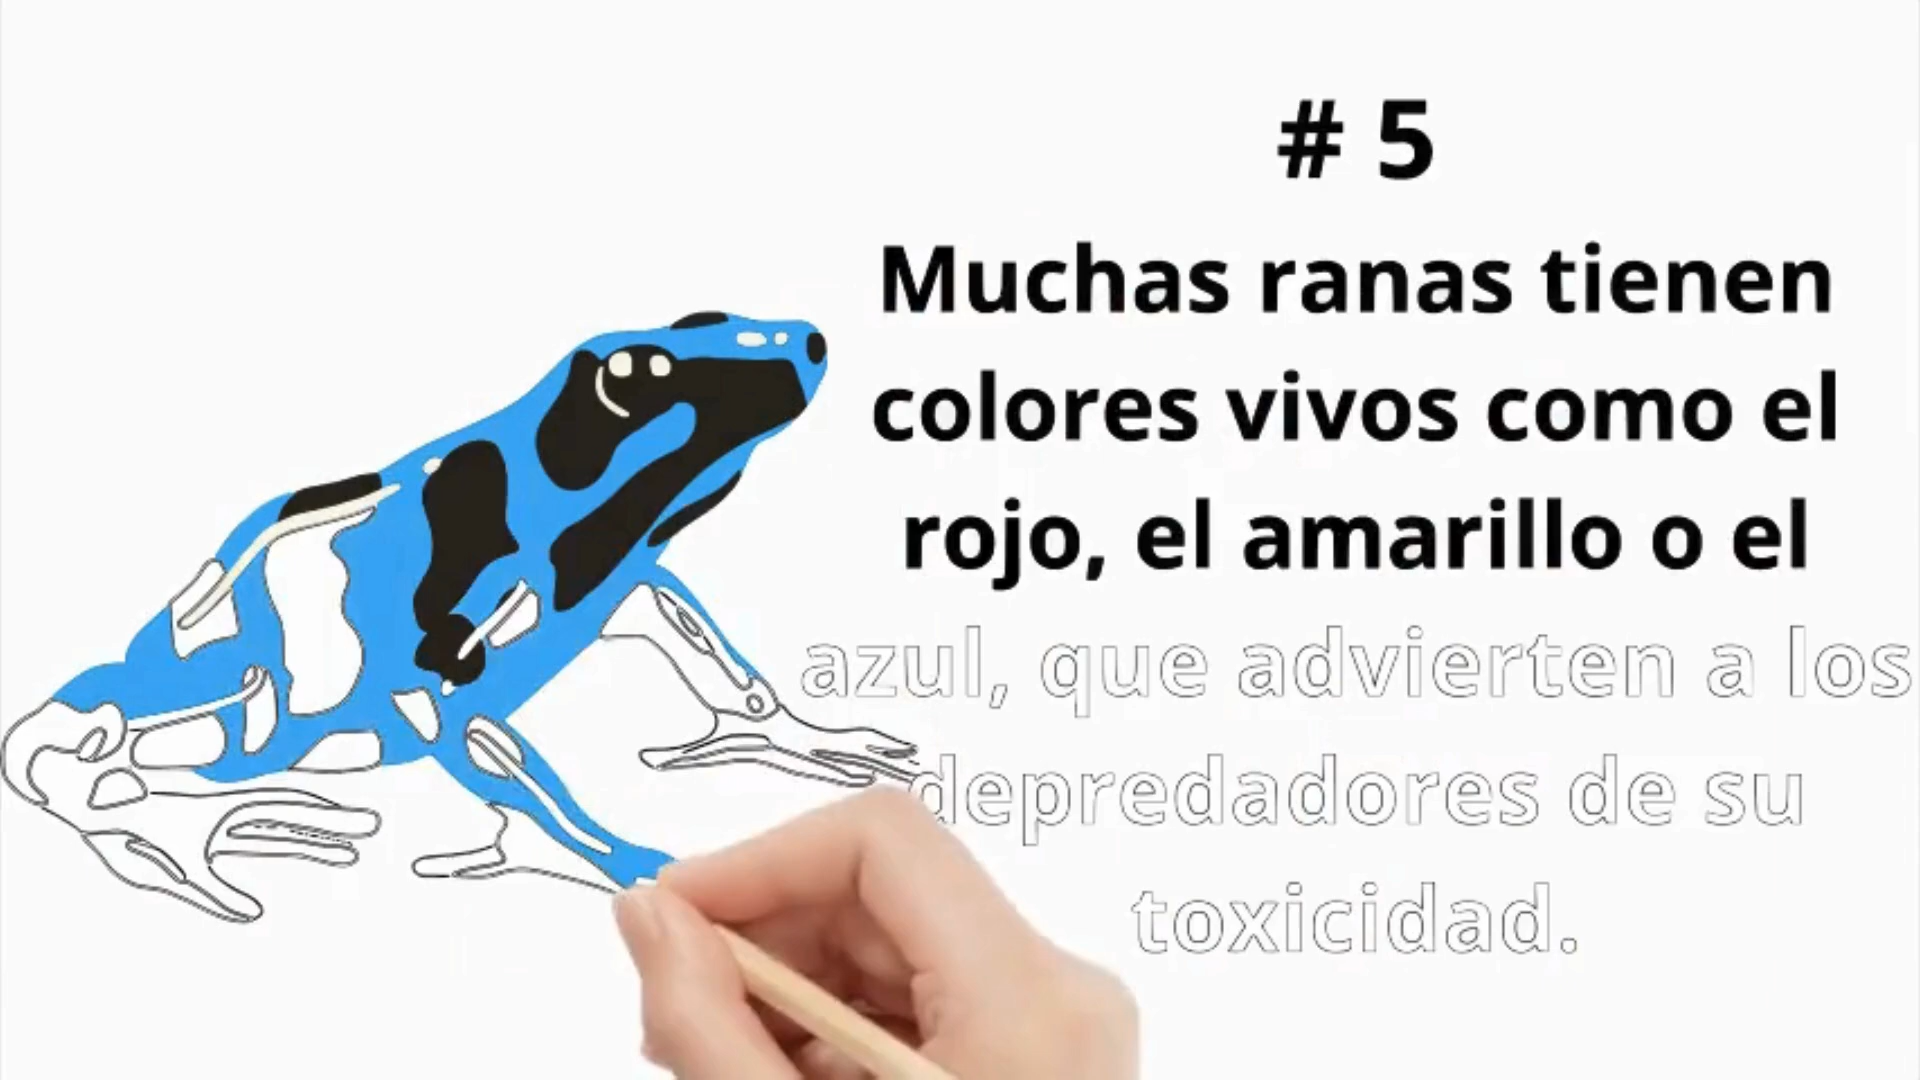 # 5
Muchas ranas tienen
colores vivos como el
rojo, el amarillo o el
azul, que advierten a los
depredadores de su
toxicidad.